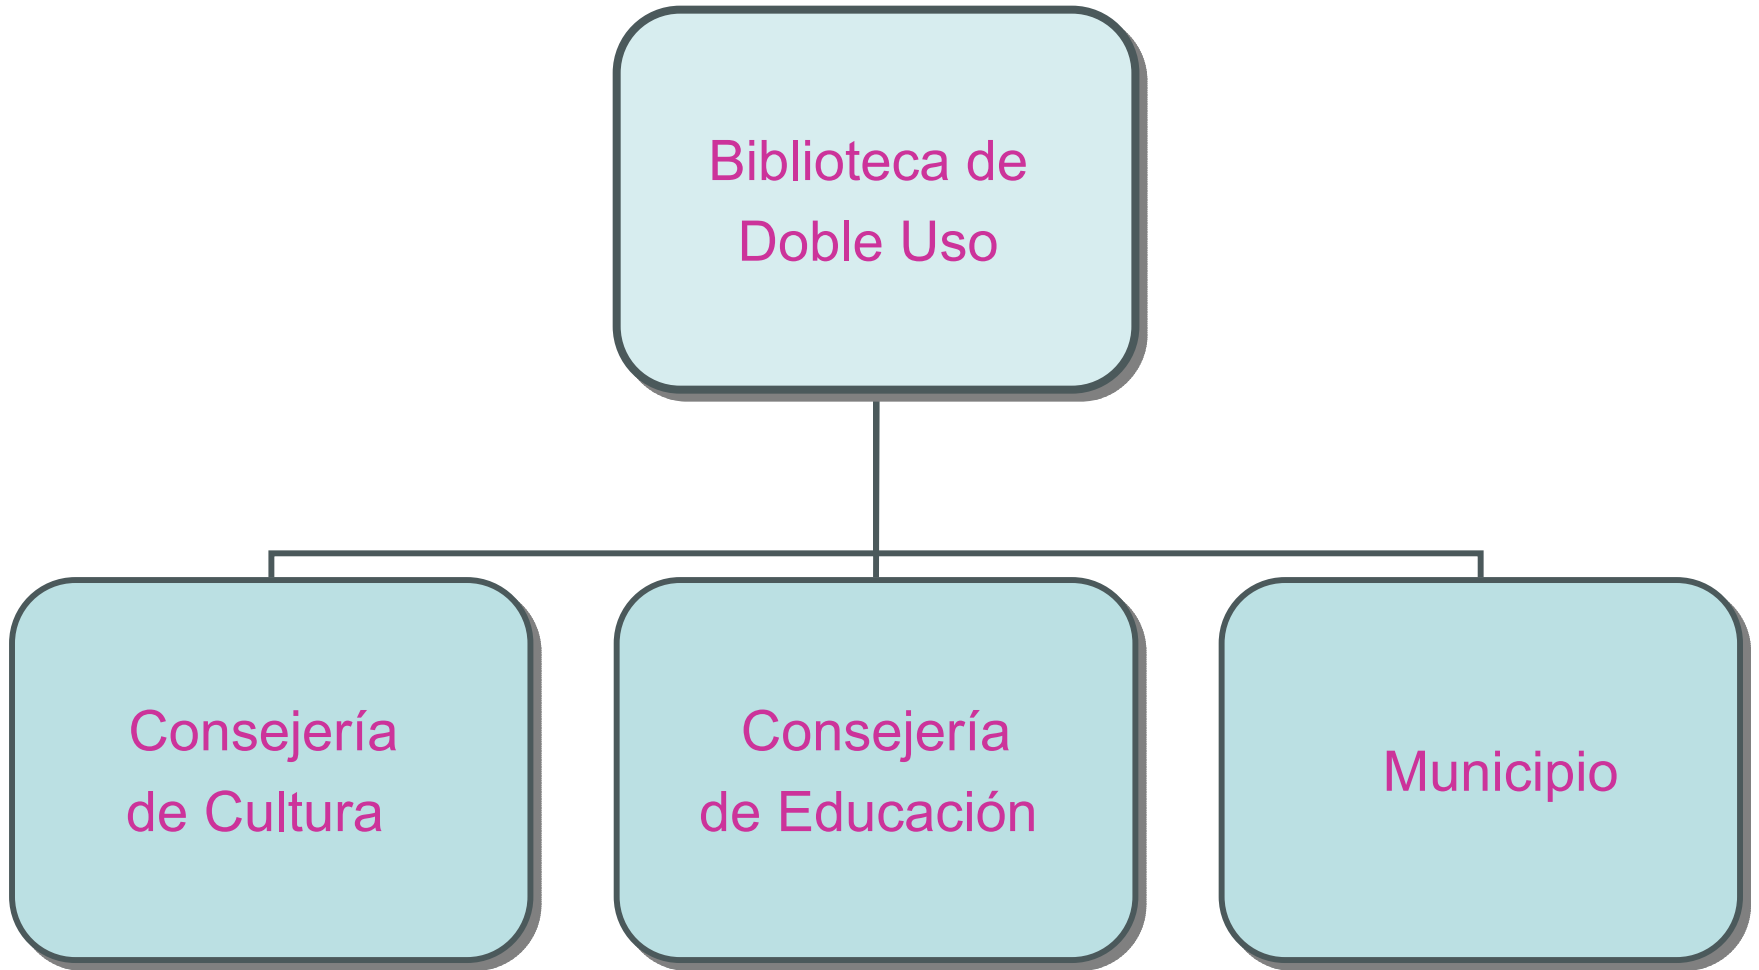 Biblioteca de
Doble Uso
Consejería
de Cultura
Consejería
de Educación
Municipio